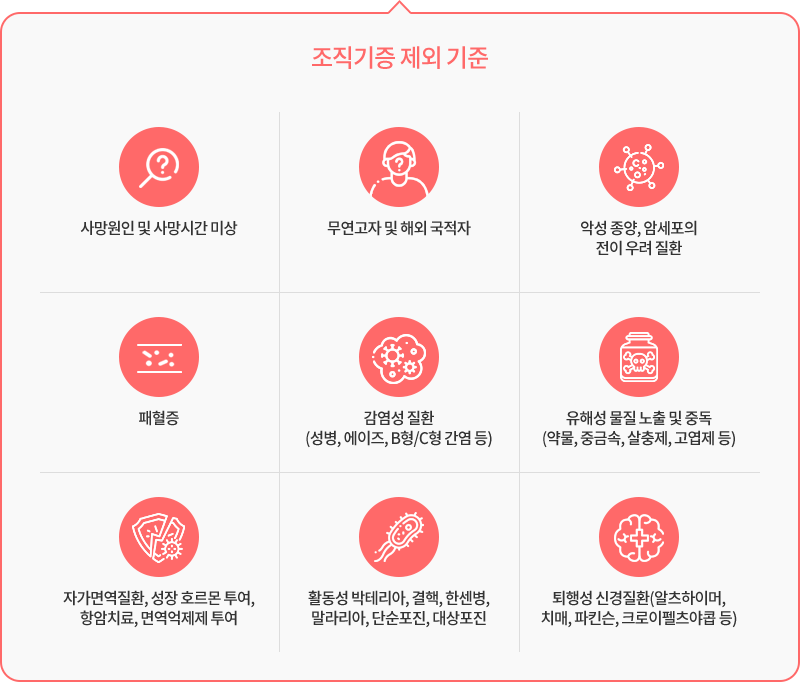 조직기증 제외 기준
사망원인 및 사망시간 미상
무연고자 및 해외 국적자
악성 종양, 암세포의
전이 우려 질환
패혈증
감염성 질환
(성병, 에이즈, B형/C형 간염 등)
유해성 물질 노출 및 중독
(약물, 중금속, 살충제, 고엽제 등)
자가면역질환, 성장 호르몬 투여,
항암치료, 면역억제제 투여
활동성 박테리아, 결핵, 한센병,
말라리아, 단순포진, 대상포진
퇴행성 신경질환(알츠하이머,
치매, 파킨슨, 크로이펠츠야콥 등)